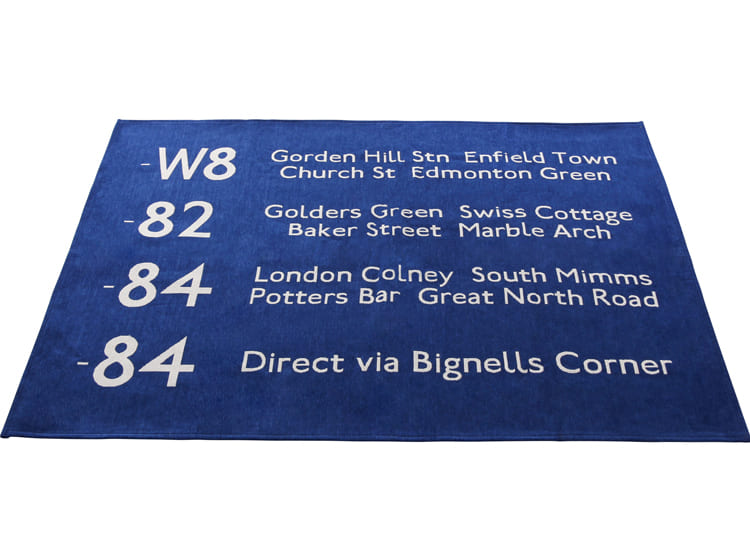 -W8 Gorden Hill Stn Enfield Town
Church St Edmonton Green
-82 Golders Green Swiss Cottage
Baker Street Marble Arch
-84 London Colney South Mimms
Potters Bar Great North Road
-84 Direct via Bignells Corner